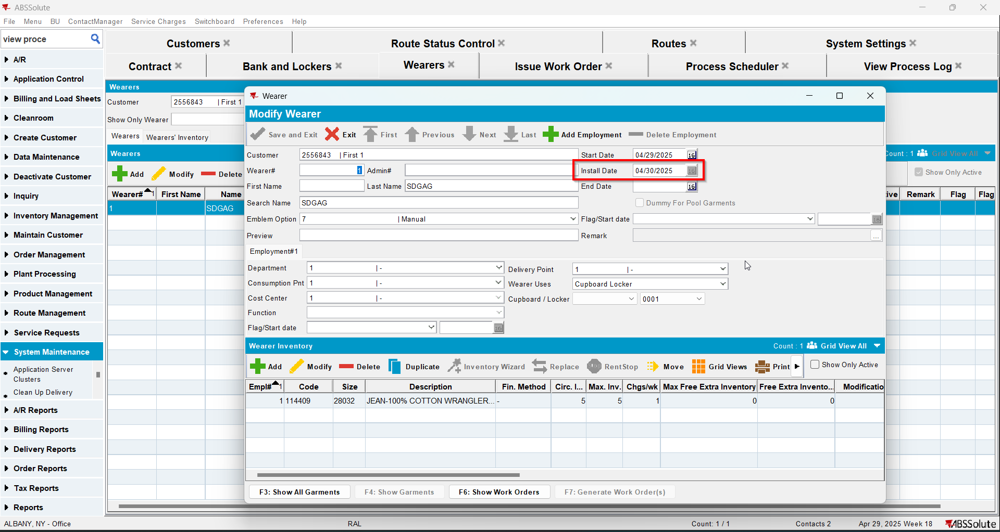 ABSSolute
File Menu BU ContactManager Service Charges Switchboard Preferences Help
view proce
Customers Route Status Control Routes System Settings
Contract Bank and Lockers Wearers Issue Work Order Process Scheduler View Process Log
A/R
Application Control
Billing and Load Sheets
Cleanroom
Create Customer
Data Maintenance
Deactivate Customer
Inquiry
Inventory Management
Maintain Customer
Order Management
Plant Processing
Product Management
Route Management
Service Requests
System Maintenance
Application Server
Clusters
Clean Up Delivery
A/R Reports
Billing Reports
Delivery Reports
Order Reports
Tax Reports
Reports
Wearers
Customer 2556843 | First 1
Show Only Wearer
Wearers Wearers' Inventory
Wearers
Count : 1 Grid View All
Add Modify Delete
Show Only Active
Wearer# 1 First Name Name
Remark Flag Flag
1 SDGAG
Wearer
Modify Wearer
Save and Exit Exit First Previous Next Last Add Employment Delete Employment
Customer 2556843 | First 1 Start Date 04/29/2025 16
Wearer# 1 Admin# Install Date 04/30/2025 16
First Name Last Name SDGAG End Date 16
Search Name SDGAG Dummy For Pool Garments
Emblem Option 7 | Manual Flag/Start date 16
Preview Remark ...
Employment#1
Department 1 | - Delivery Point 1 | -
Consumption Pnt 1 | - Wearer Uses Cupboard Locker
Cost Center 1 | - Cupboard / Locker 0001
Function
Flag/Start date 16
Wearer Inventory Count : 1 Grid View All
Add Modify Delete Duplicate Inventory Wizard Replace RentStop Move Grid Views Print Show Only Active
Empl# 1 Code Size Description Fin. Method Circ. I... Max. Inv. Chgs/wk Max Free Extra Inventory Free Extra Invento... Modificatio
1 114409 28032 JEAN-100% COTTON WRANGLER... - 5 5 1 0 0
F3: Show All Garments F4: Show Garments F6: Show Work Orders F7: Generate Work Order(s)
ALBANY, NY - Office RAL Count: 1 / 1 Contacts 2 Apr 29, 2025 Week 18 ABSSolute